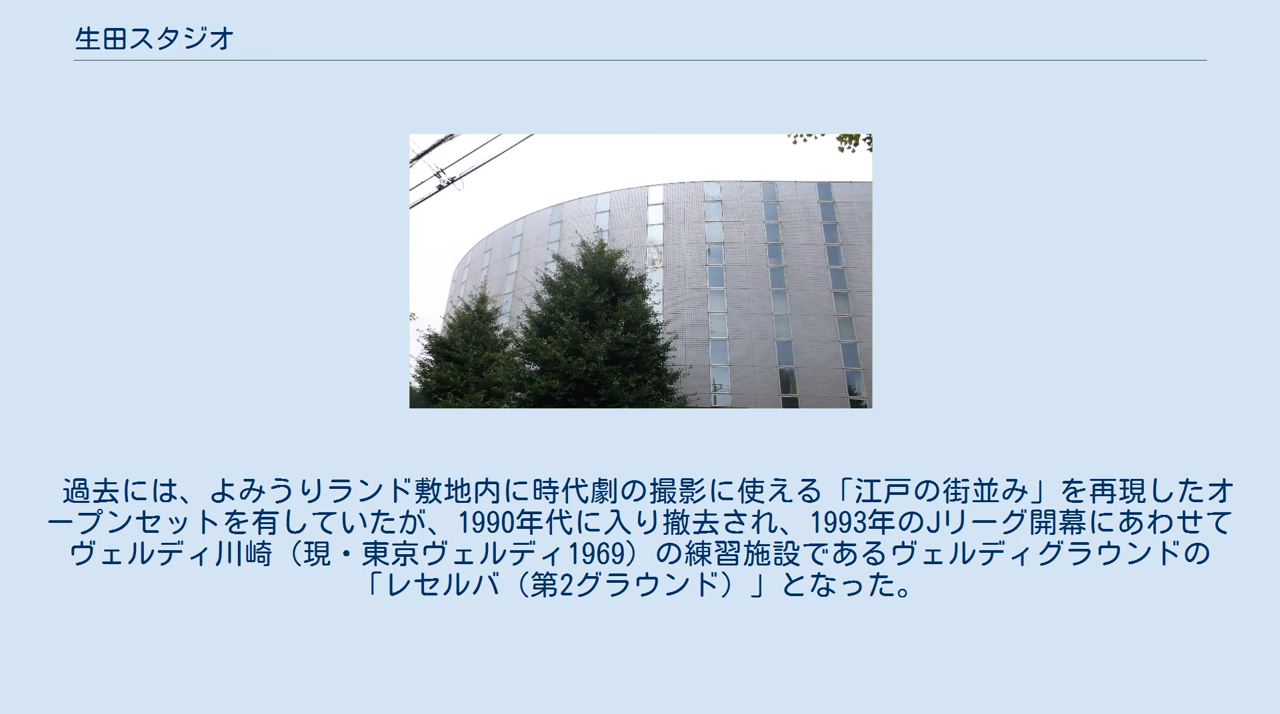 生田スタジオ
過去には、よみうりランド敷地内に時代劇の撮影に使える「江戸の街並み」を再現したオ
ープンセットを有していたが、1990年代に入り撤去され、1993年のJリーグ開幕にあわせて
ヴェルディ川崎（現・東京ヴェルディ1969）の練習施設であるヴェルディグラウンドの
「レセルバ（第2グラウンド）」となった。